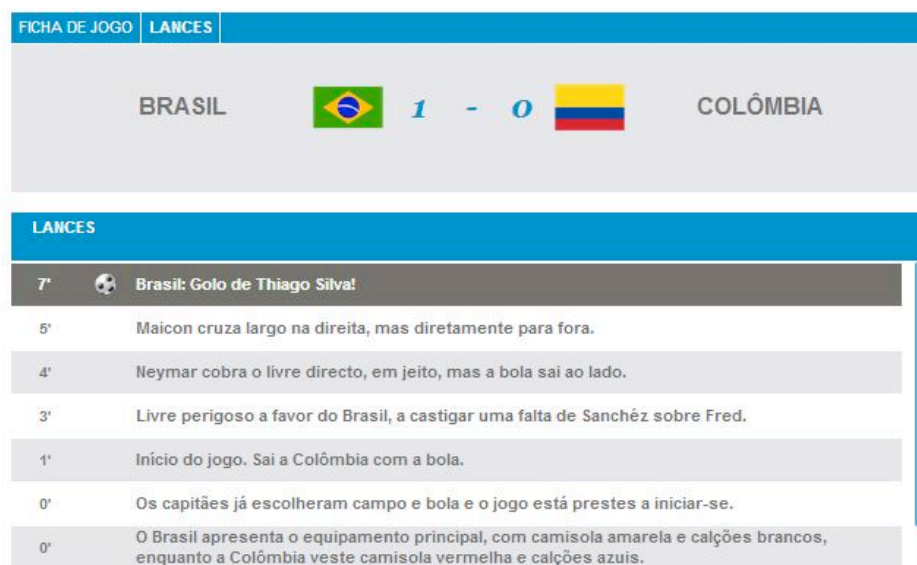 FICHA DE JOGO LANCES
BRASIL 1 - 0 COLÔMBIA
LANCES
7' Brasil: Golo de Thiago Silva!
5' Maicon cruza largo na direita, mas diretamente para fora.
4' Neymar cobra o livre directo, em jeito, mas a bola sai ao lado.
3' Livre perigoso a favor do Brasil, a castigar uma falta de Sanchéz sobre Fred.
1' Início do jogo. Sai a Colômbia com a bola.
0' Os capitães já escolheram campo e bola e o jogo está prestes a iniciar-se.
0' O Brasil apresenta o equipamento principal, com camisola amarela e calções brancos,
enquanto a Colômbia veste camisola vermelha e calções azuis.